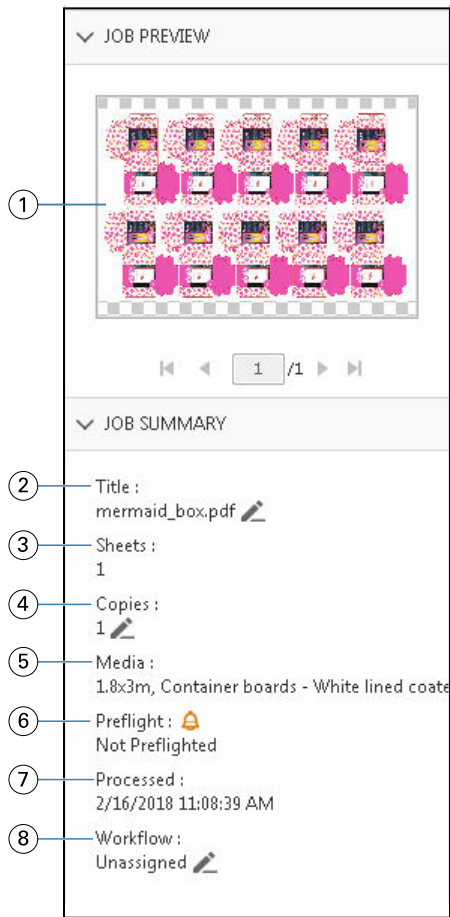 JOB PREVIEW
1
1 /1
JOB SUMMARY
2 Title :
mermaid_box.pdf
3 Sheets :
1
4 Copies :
1
5 Media :
1.8x3m, Container boards - White lined coate
6 Preflight :
Not Preflighted
7 Processed :
2/16/2018 11:08:39 AM
8 Workflow :
Unassigned